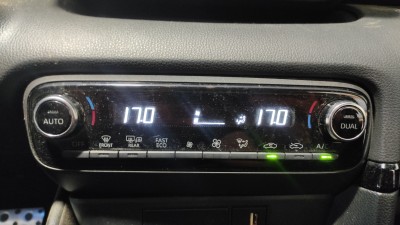 17.0 17.0
AUTO DUAL
FRONT REAR FAST ECO A/C